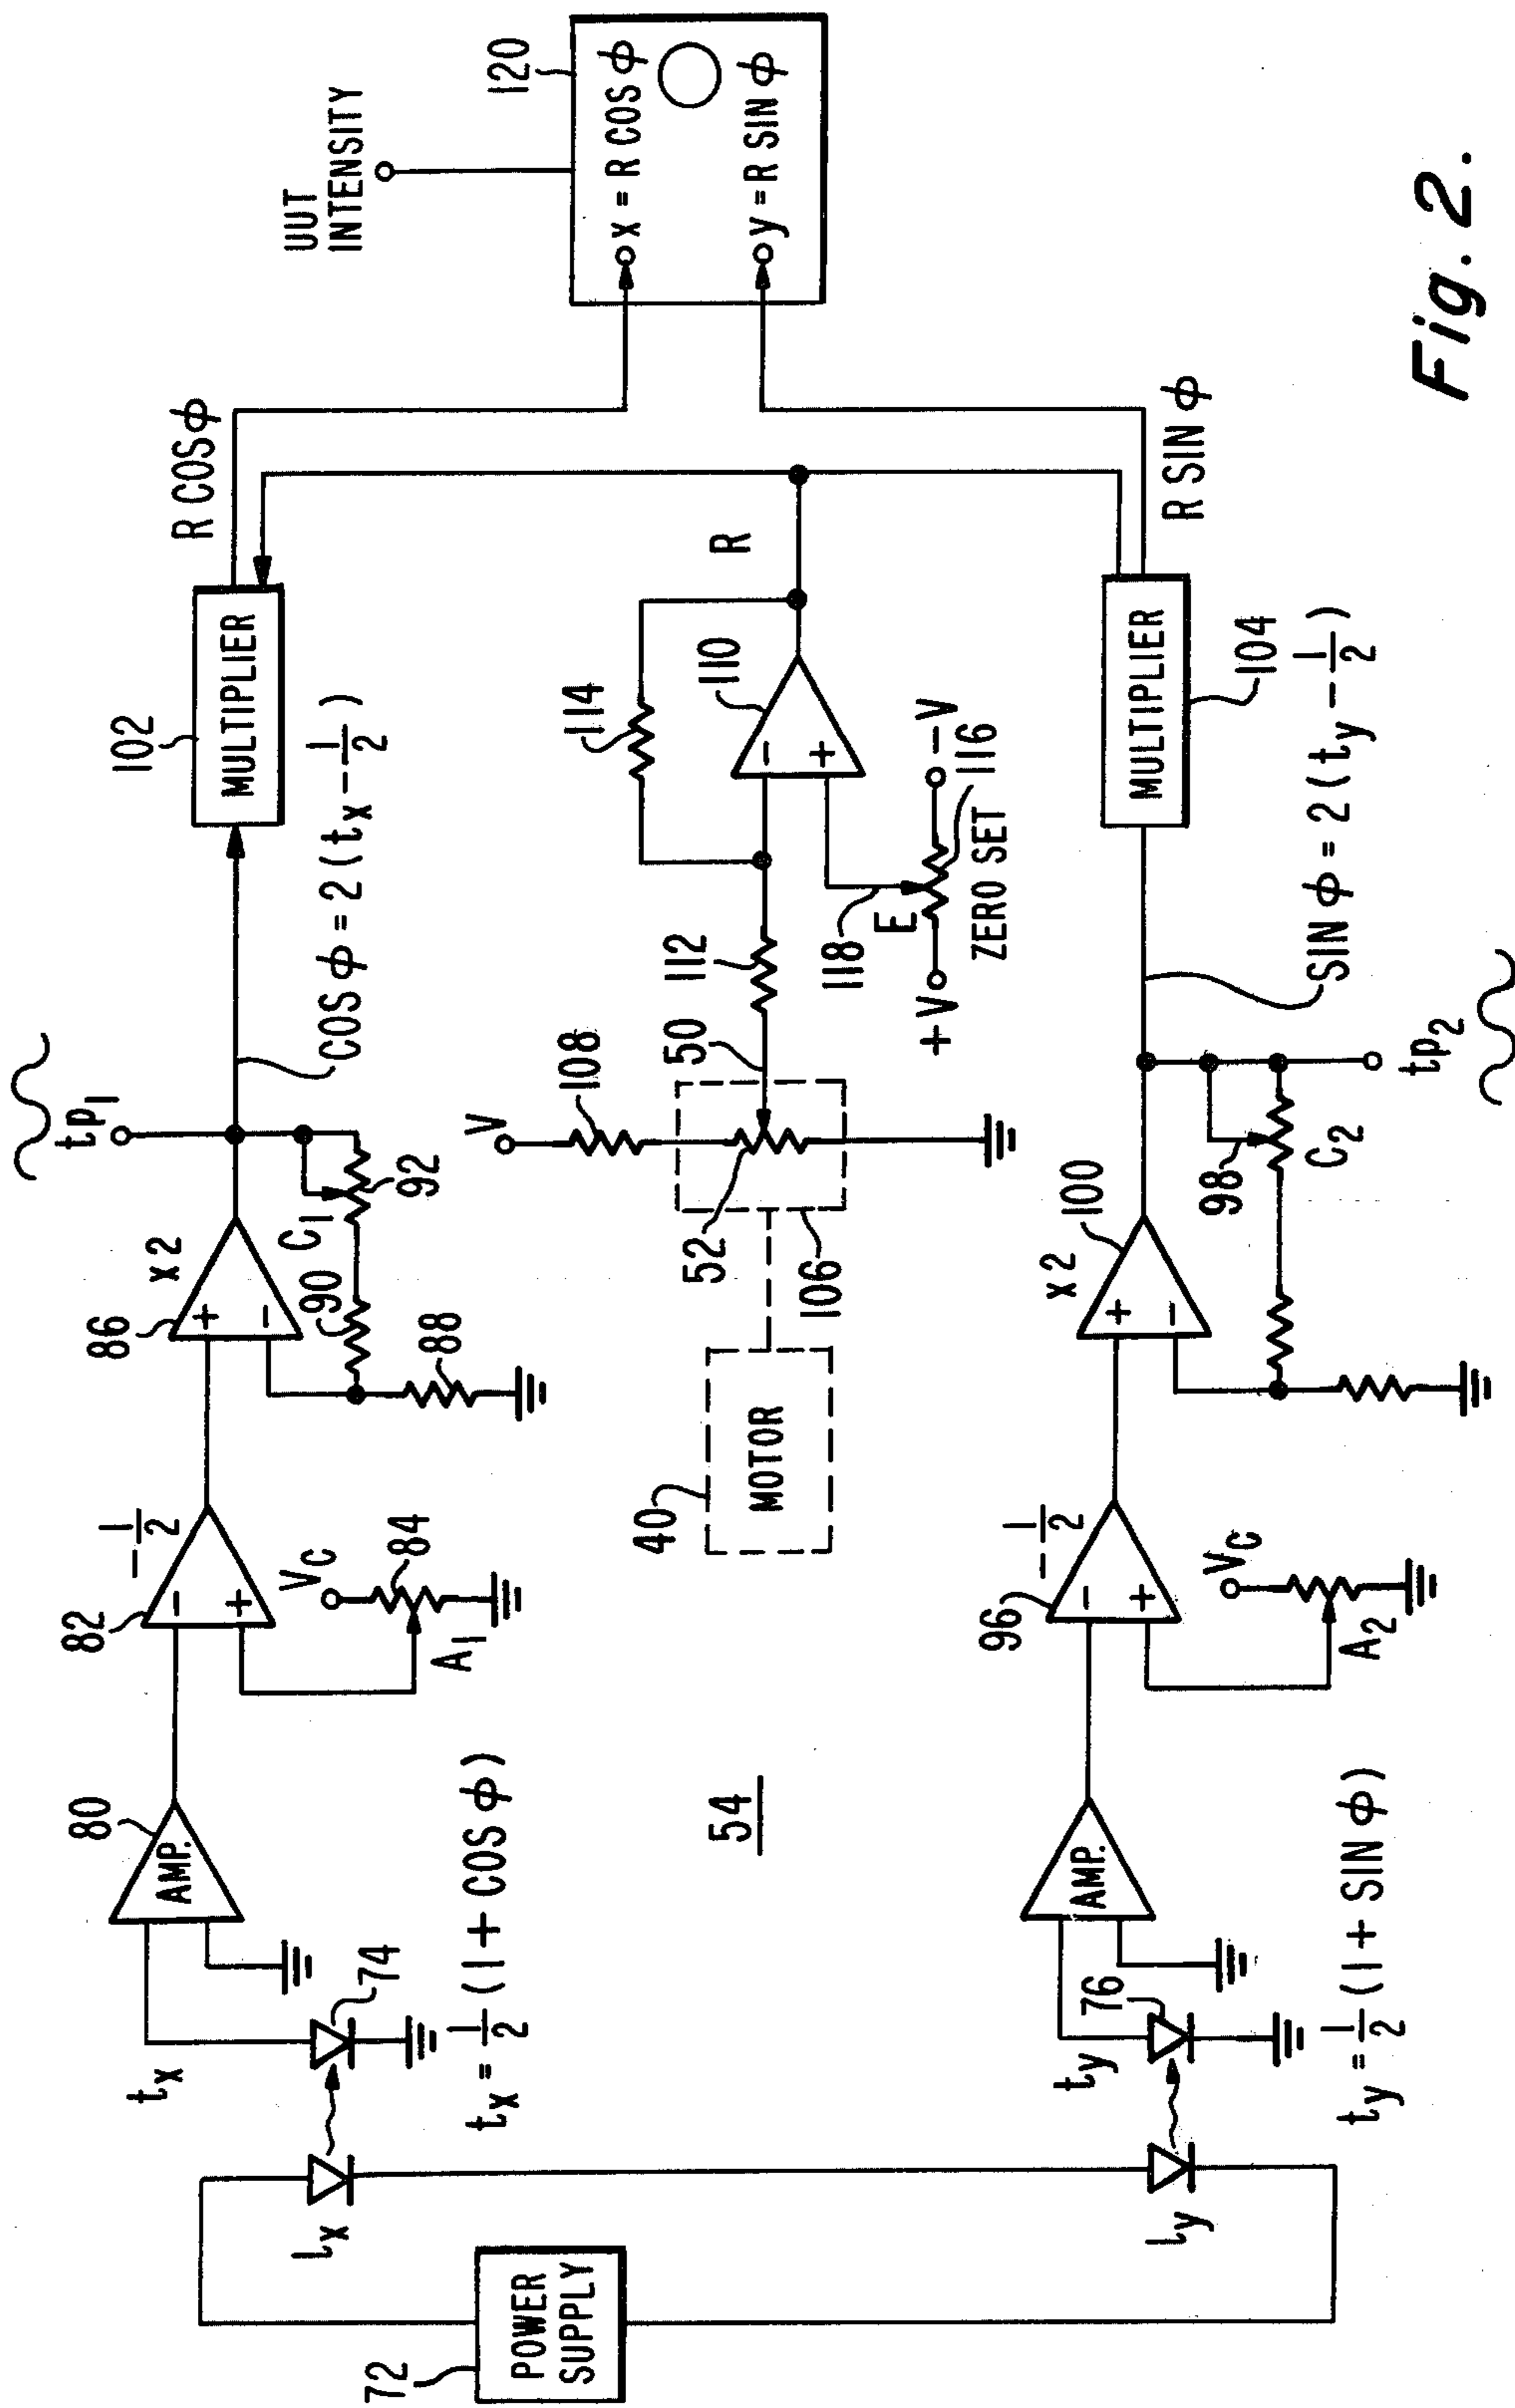 72
POWER
SUPPLY
Lx
Ly
tx
74
tx = 1/2 (1 + COS ϕ)
80
AMP.
82
- 1/2
-
+
VC
84
A1
86
x 2
+
-
88
90
C1
92
tp1
COS ϕ = 2 (tx - 1/2)
102
MULTIPLIER
R COS ϕ
54
40
MOTOR
106
52
50
V
108
112
114
110
-
+
118
E
+V
-V
116
ZERO SET
R
ty
76
ty = 1/2 (1 + SIN ϕ)
AMP.
96
- 1/2
-
+
VC
A2
100
x 2
+
-
98
C2
tp2
SIN ϕ = 2 (ty - 1/2)
104
MULTIPLIER
R SIN ϕ
UUT
INTENSITY
120
x = R COS ϕ
y = R SIN ϕ
Fig. 2.